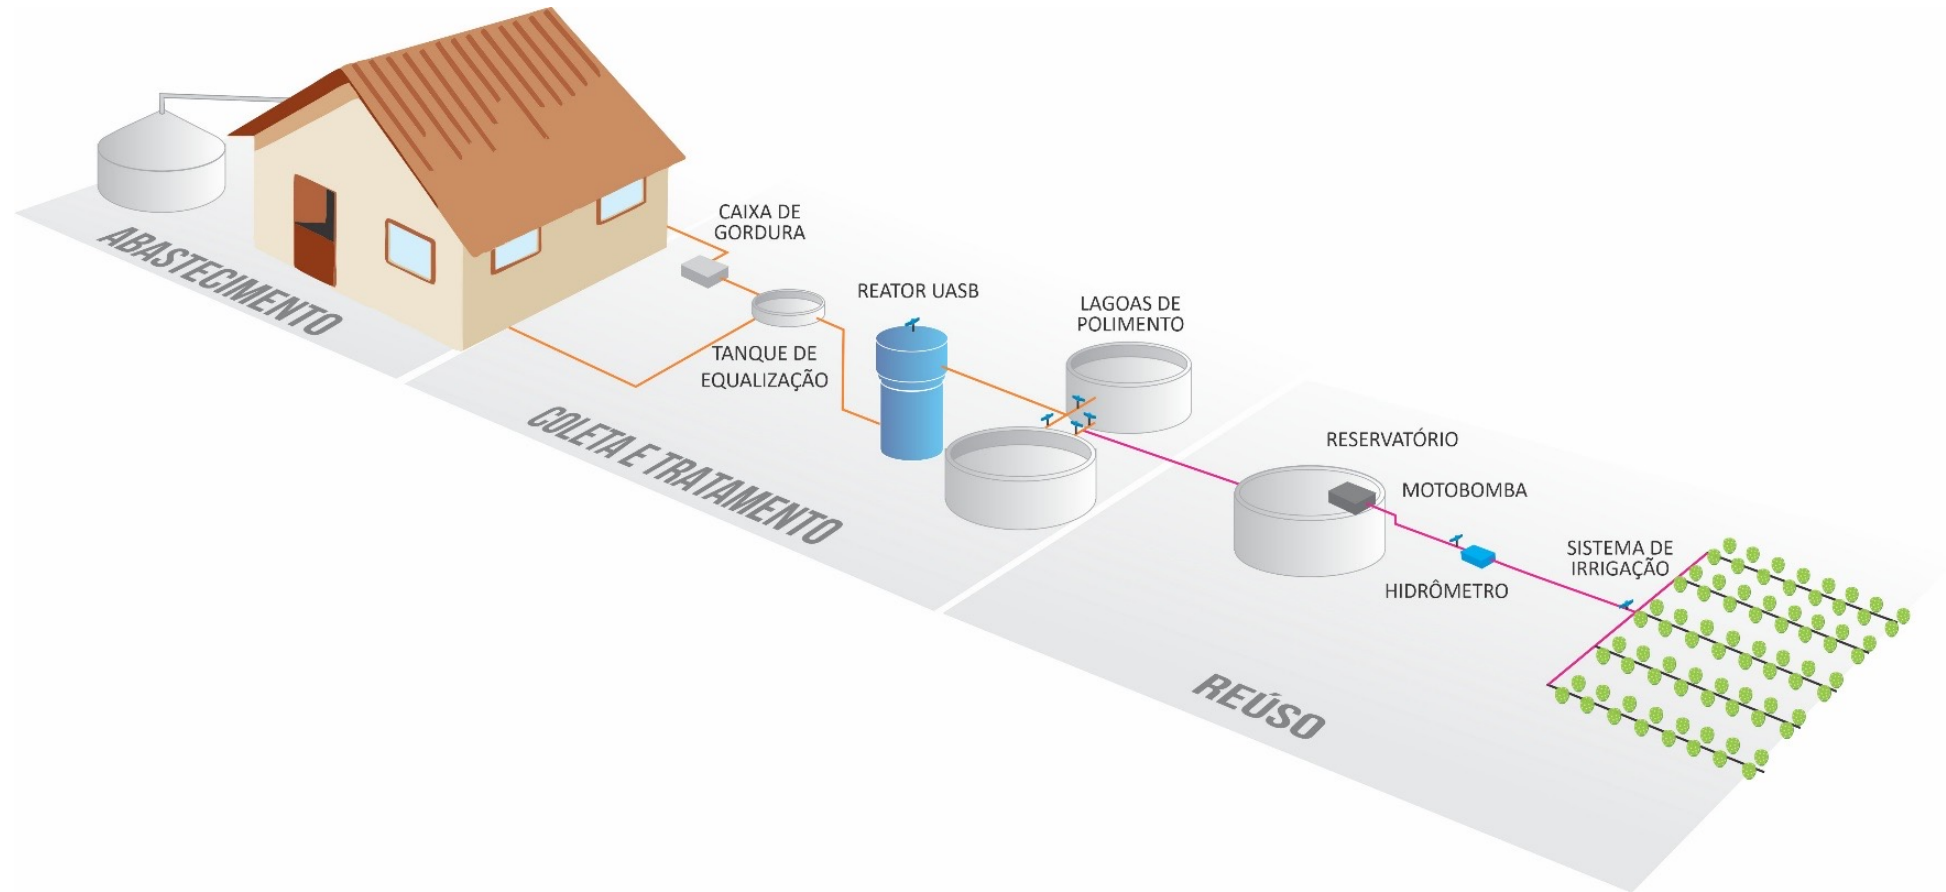 ABASTECIMENTO
CAIXA DE
GORDURA
TANQUE DE
EQUALIZAÇÃO
REATOR UASB
LAGOAS DE
POLIMENTO
COLETA E TRATAMENTO
RESERVATÓRIO
MOTOBOMBA
HIDRÔMETRO
SISTEMA DE
IRRIGAÇÃO
REÚSO